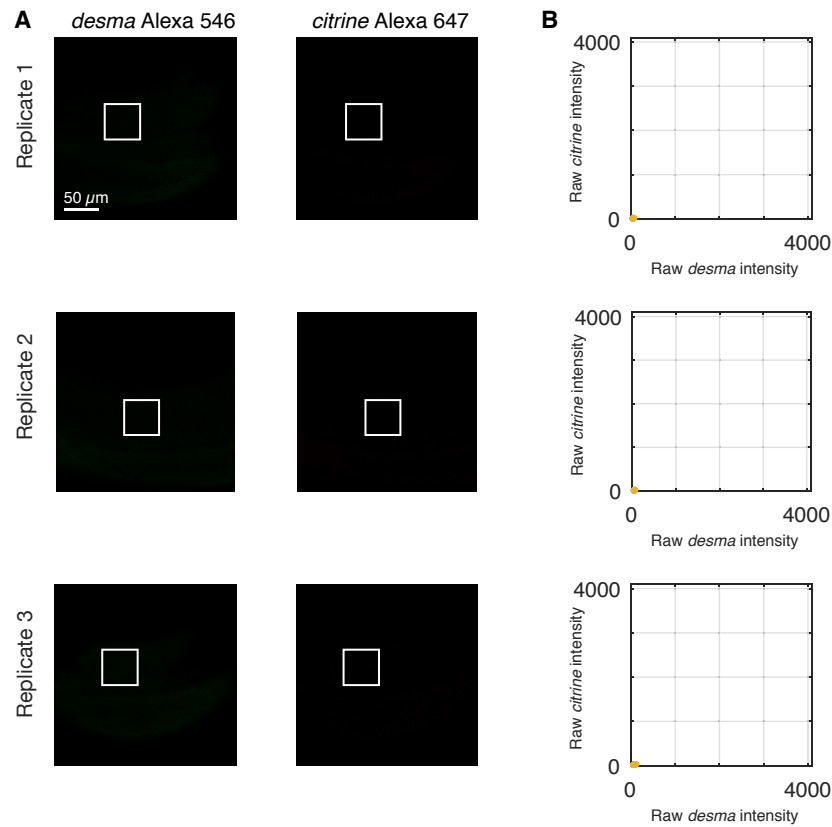 A
desma Alexa 546
citrine Alexa 647
B
Replicate 1
50 µm
4000
Raw citrine intensity
0
0
4000
Raw desma intensity
Replicate 2
4000
Raw citrine intensity
0
0
4000
Raw desma intensity
Replicate 3
4000
Raw citrine intensity
0
0
4000
Raw desma intensity